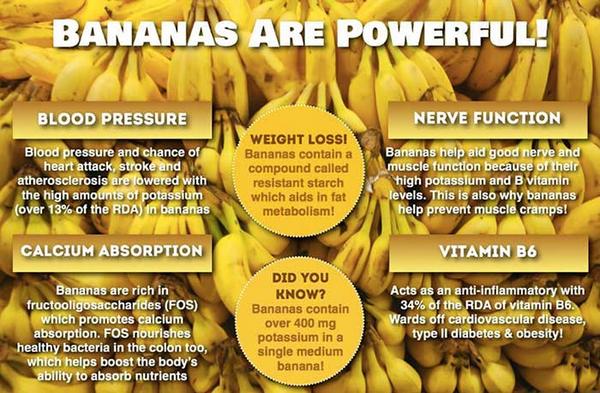 BANANAS ARE POWERFUL!
BLOOD PRESSURE
Blood pressure and chance of
heart attack, stroke and
atherosclerosis are lowered with
the high amounts of potassium
(over 13% of the RDA) in bananas
WEIGHT LOSS!
Bananas contain a
compound called
resistant starch
which aids in fat
metabolism!
NERVE FUNCTION
Bananas help aid good nerve and
muscle function because of their
high potassium and B vitamin
levels. This is also why bananas
help prevent muscle cramps!
CALCIUM ABSORPTION
Bananas are rich in
fructooligosaccharides (FOS)
which promotes calcium
absorption. FOS nourishes
healthy bacteria in the colon too,
which helps boost the body's
ability to absorb nutrients
DID YOU
KNOW?
Bananas contain
over 400 mg
potassium in a
single medium
banana!
VITAMIN B6
Acts as an anti-inflammatory with
34% of the RDA of vitamin B6.
Wards off cardiovascular disease,
type II diabetes & obesity!